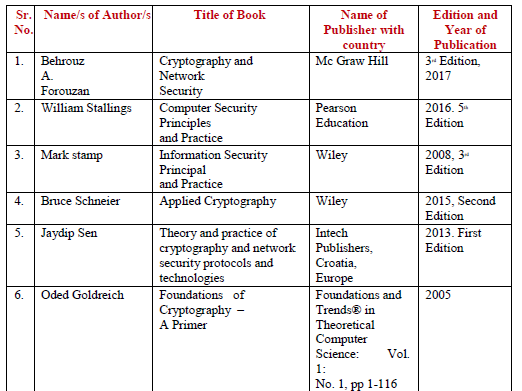 Sr. No. Name/s of Author/s Title of Book Name of Publisher with country Edition and Year of Publication
1. Behrouz A. Forouzan Cryptography and Network Security Mc Graw Hill 3rd Edition, 2017
2. William Stallings Computer Security Principles and Practice Pearson Education 2016. 5th Edition
3. Mark stamp Information Security Principal and Practice Wiley 2008, 3rd Edition
4. Bruce Schneier Applied Cryptography Wiley 2015, Second Edition
5. Jaydip Sen Theory and practice of cryptography and network security protocols and technologies Intech Publishers, Croatia, Europe 2013. First Edition
6. Oded Goldreich Foundations of Cryptography – A Primer Foundations and Trends® in Theoretical Computer Science: Vol. 1: No. 1, pp 1-116 2005